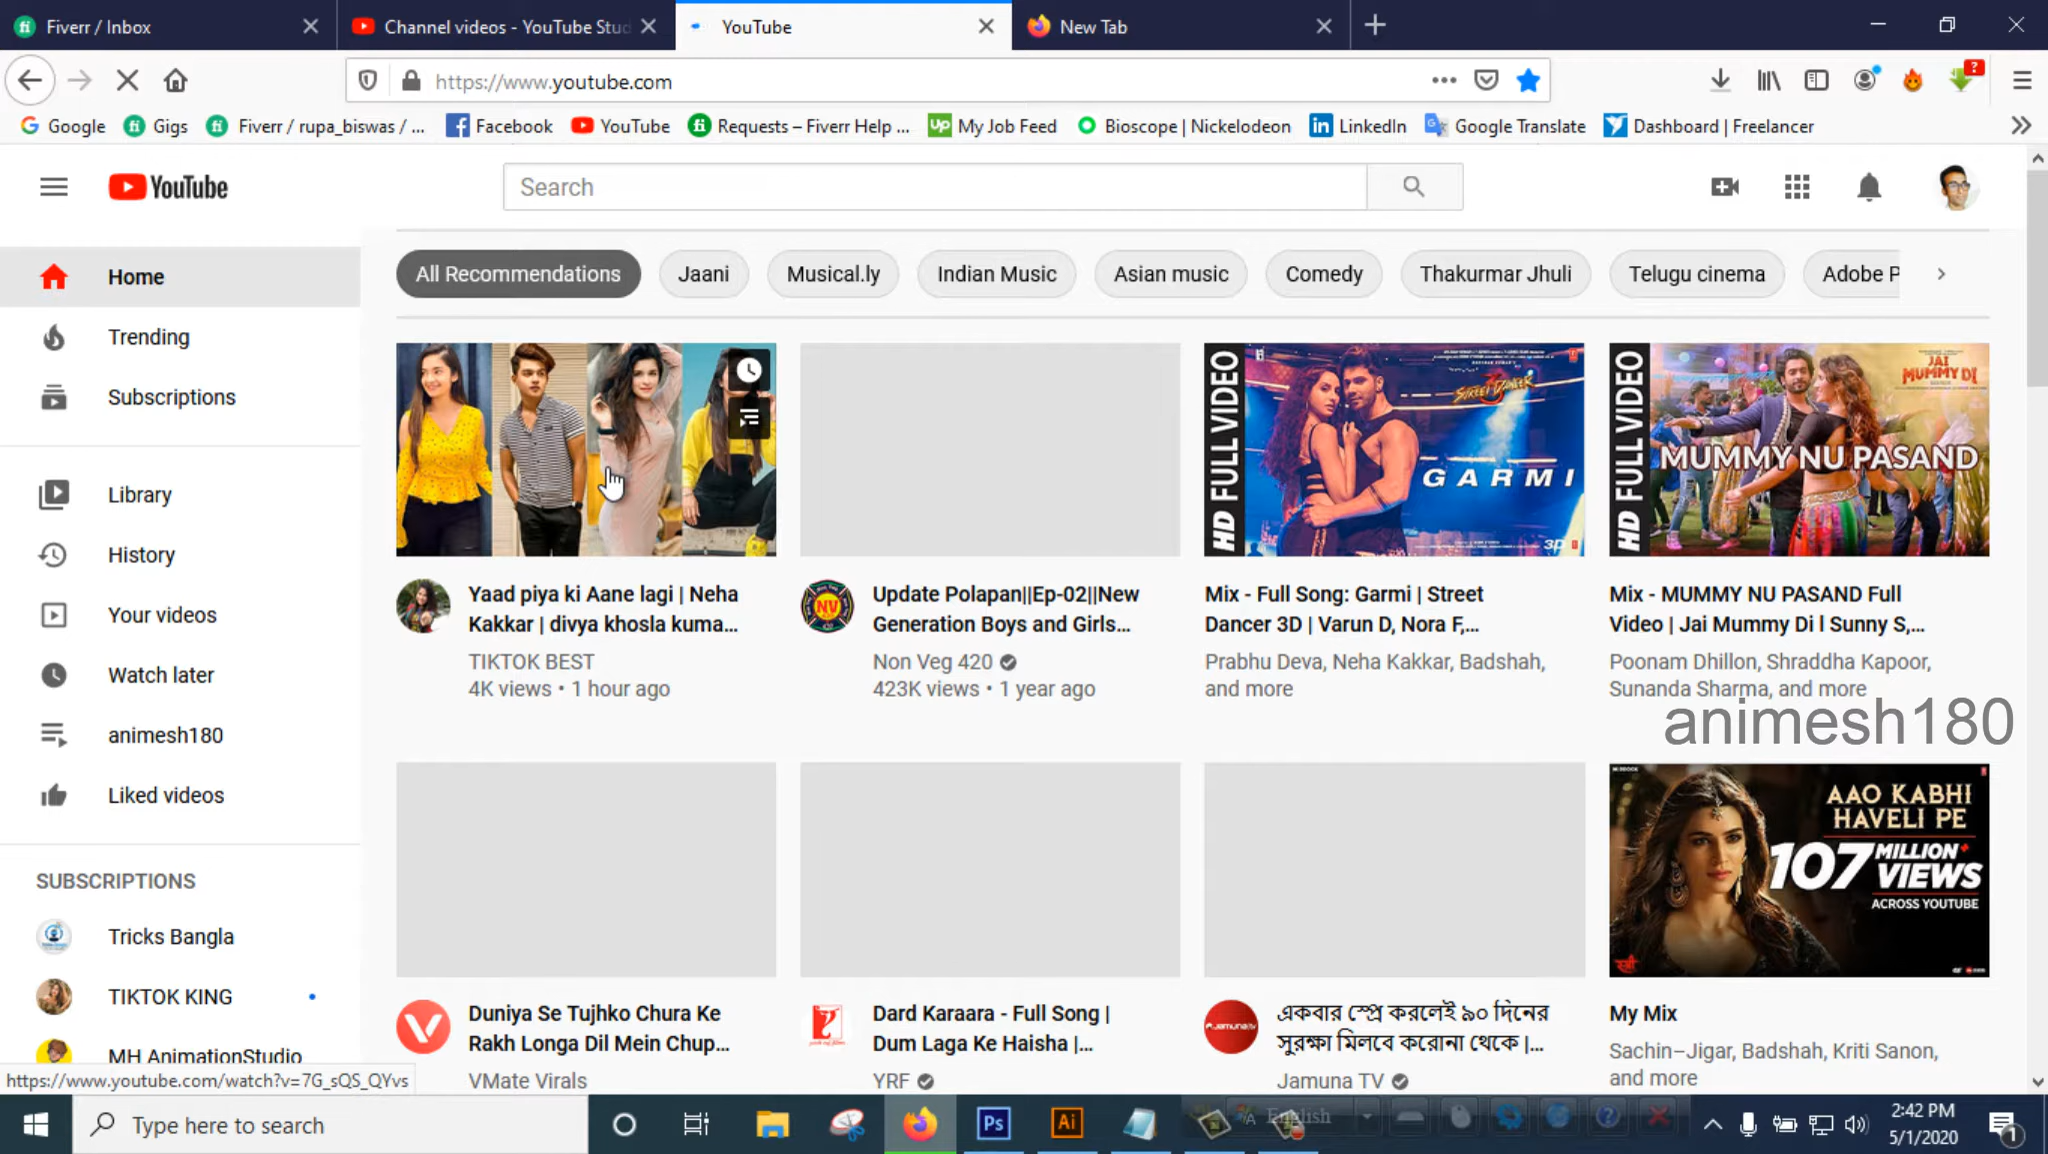 Fiverr / Inbox
Channel videos - YouTube Stud
YouTube
New Tab
https://www.youtube.com
Google
Gigs
Fiverr / rupa_biswas / ...
Facebook
YouTube
Requests – Fiverr Help ...
My Job Feed
Bioscope | Nickelodeon
LinkedIn
Google Translate
Dashboard | Freelancer
YouTube
Search
Home
Trending
Subscriptions
Library
History
Your videos
Watch later
animesh180
Liked videos
SUBSCRIPTIONS
Tricks Bangla
TIKTOK KING
MH AnimationStudio
https://www.youtube.com/watch?v=7G_sQS_QYvs
All Recommendations
Jaani
Musical.ly
Indian Music
Asian music
Comedy
Thakurmar Jhuli
Telugu cinema
Adobe P
Yaad piya ki Aane lagi | Neha
Kakkar | divya khosla kuma...
TIKTOK BEST
4K views • 1 hour ago
NV
Update Polapan||Ep-02||New
Generation Boys and Girls...
Non Veg 420
423K views • 1 year ago
HD FULL VIDEO
STREET DANCER
GARMI
Mix - Full Song: Garmi | Street
Dancer 3D | Varun D, Nora F,...
Prabhu Deva, Neha Kakkar, Badshah,
and more
HD FULL VIDEO
JAI
MUMMY DI
MUMMY NU PASAND
Mix - MUMMY NU PASAND Full
Video | Jai Mummy Di l Sunny S,...
Poonam Dhillon, Shraddha Kapoor,
Sunanda Sharma, and more
animesh180
Duniya Se Tujhko Chura Ke
Rakh Longa Dil Mein Chup...
VMate Virals
Dard Karaara - Full Song |
Dum Laga Ke Haisha |...
YRF
একবার স্প্রে করলেই ৯০ দিনের
সুরক্ষা মিলবে করোনা থেকে |...
Jamuna TV
AAO KABHI
HAVELI PE
107 MILLION+
VIEWS
ACROSS YOUTUBE
My Mix
Sachin–Jigar, Badshah, Kriti Sanon,
and more
Type here to search
Ps
Ai
English
2:42 PM
5/1/2020
1